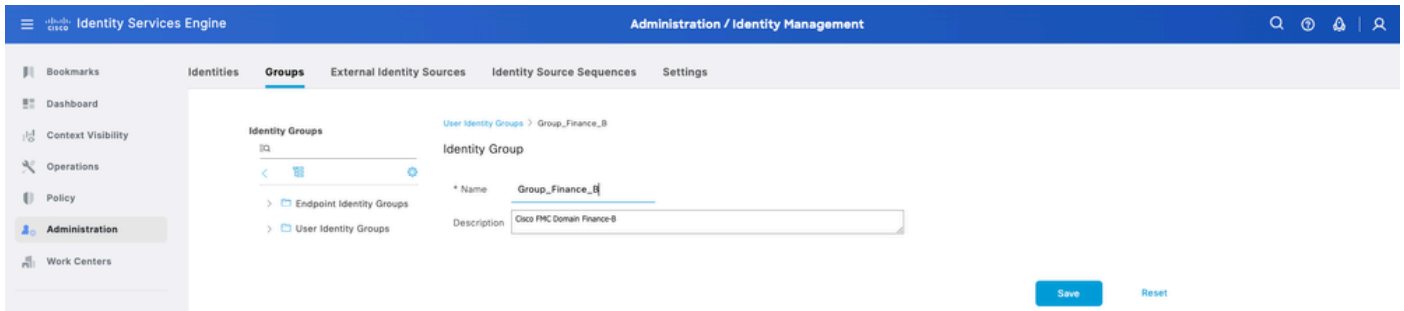 cisco Identity Services Engine
Administration / Identity Management
Bookmarks
Dashboard
Context Visibility
Operations
Policy
Administration
Work Centers
Identities Groups External Identity Sources Identity Source Sequences Settings
Identity Groups
Endpoint Identity Groups
User Identity Groups
User Identity Groups > Group_Finance_B
Identity Group
* Name Group_Finance_B
Description Cisco FMC Domain Finance-B
Save Reset